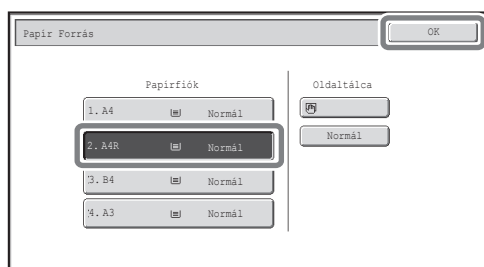 Papír Forrás
OK
Papírfiók
Oldaltálca
1. A4 Normál
2. A4R Normál
3. B4 Normál
4. A3 Normál
Normál